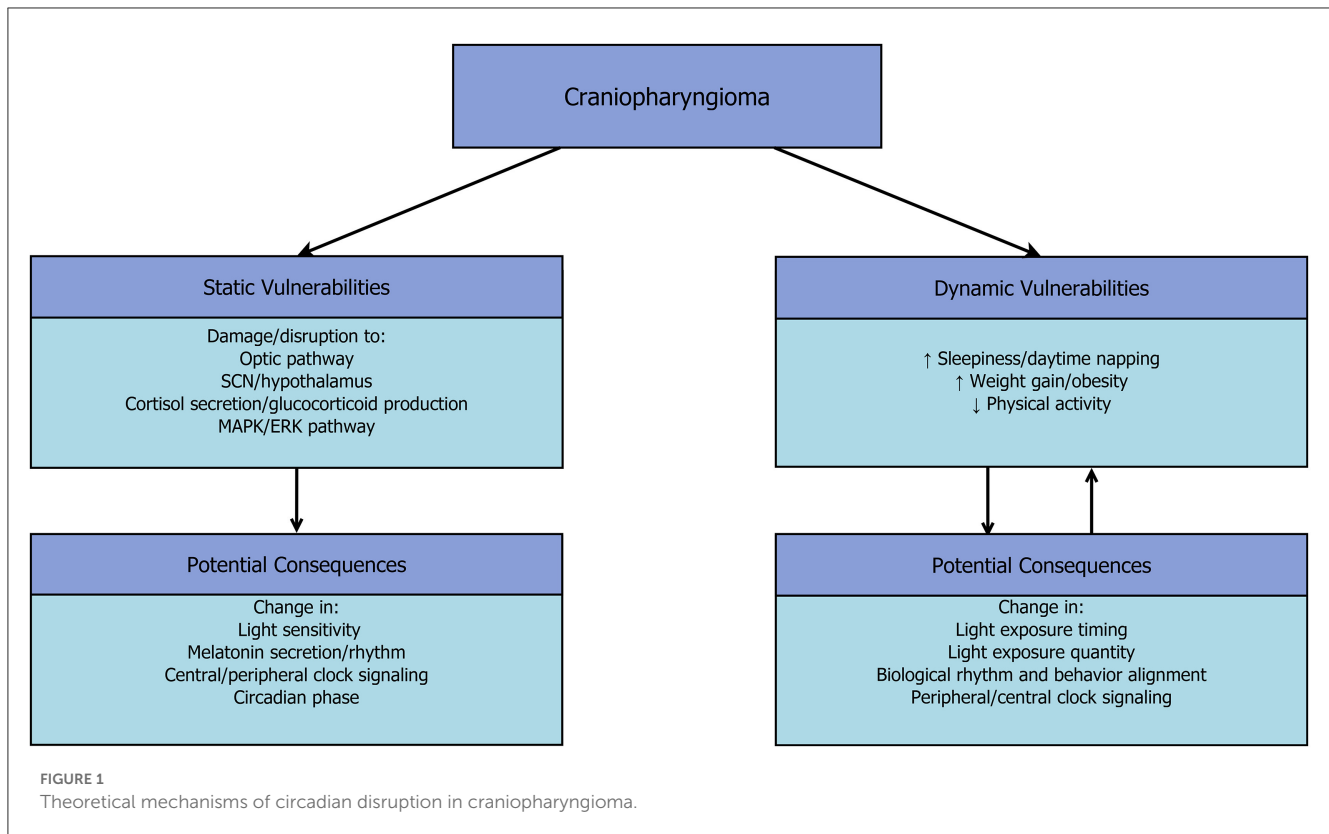 Craniopharyngioma
Static Vulnerabilities
Damage/disruption to:
Optic pathway
SCN/hypothalamus
Cortisol secretion/glucocorticoid production
MAPK/ERK pathway
Potential Consequences
Change in:
Light sensitivity
Melatonin secretion/rhythm
Central/peripheral clock signaling
Circadian phase
Dynamic Vulnerabilities
↑ Sleepiness/daytime napping
↑ Weight gain/obesity
↓ Physical activity
Potential Consequences
Change in:
Light exposure timing
Light exposure quantity
Biological rhythm and behavior alignment
Peripheral/central clock signaling
FIGURE 1
Theoretical mechanisms of circadian disruption in craniopharyngioma.